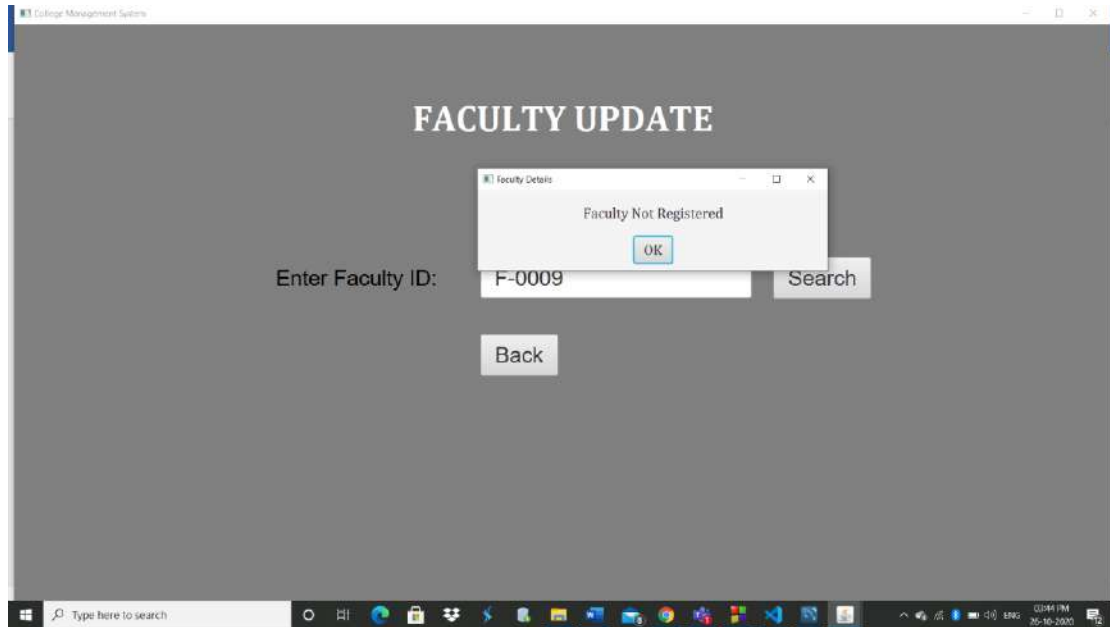 College Management System
FACULTY UPDATE
Faculty Details
Faculty Not Registered
OK
Enter Faculty ID:
F-0009
Search
Back
Type here to search
ENG
03:44 PM
26-10-2020